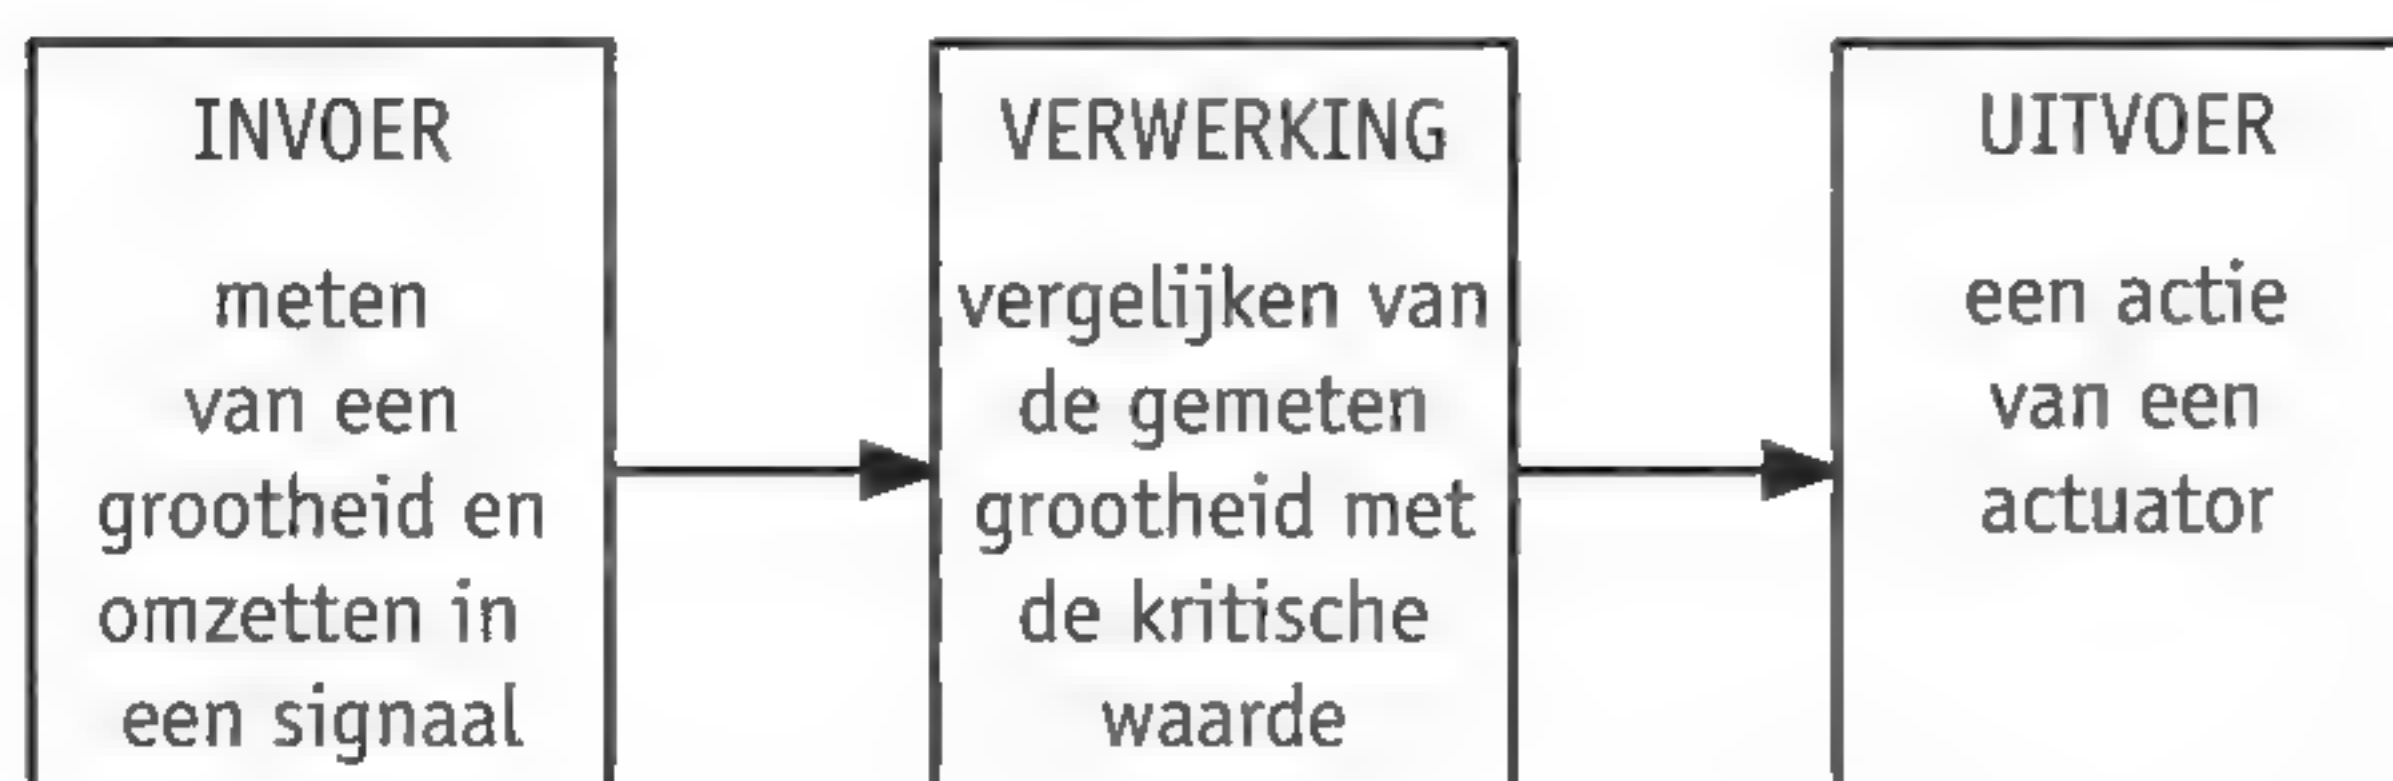 INVOER
meten
van een
grootheid en
omzetten in
een signaal
VERWERKING
vergelijken van
de gemeten
grootheid met
de kritische
waarde
UITVOER
een actie
van een
actuator